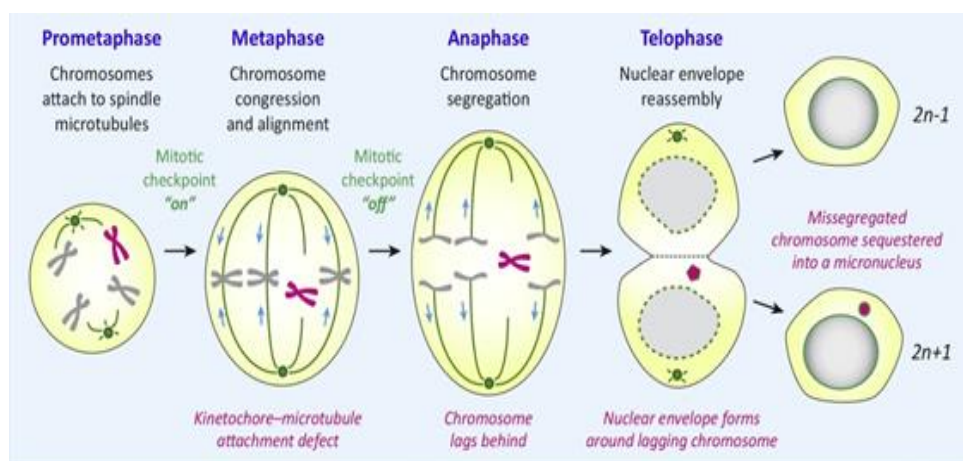 Prometaphase
Chromosomes
attach to spindle
microtubules
Mitotic
checkpoint
"on"
Metaphase
Chromosome
congression
and alignment
Mitotic
checkpoint
"off"
Anaphase
Chromosome
segregation
Telophase
Nuclear envelope
reassembly
2n-1
Missegregated
chromosome sequestered
into a micronucleus
2n+1
Kinetochore–microtubule
attachment defect
Chromosome
lags behind
Nuclear envelope forms
around lagging chromosome